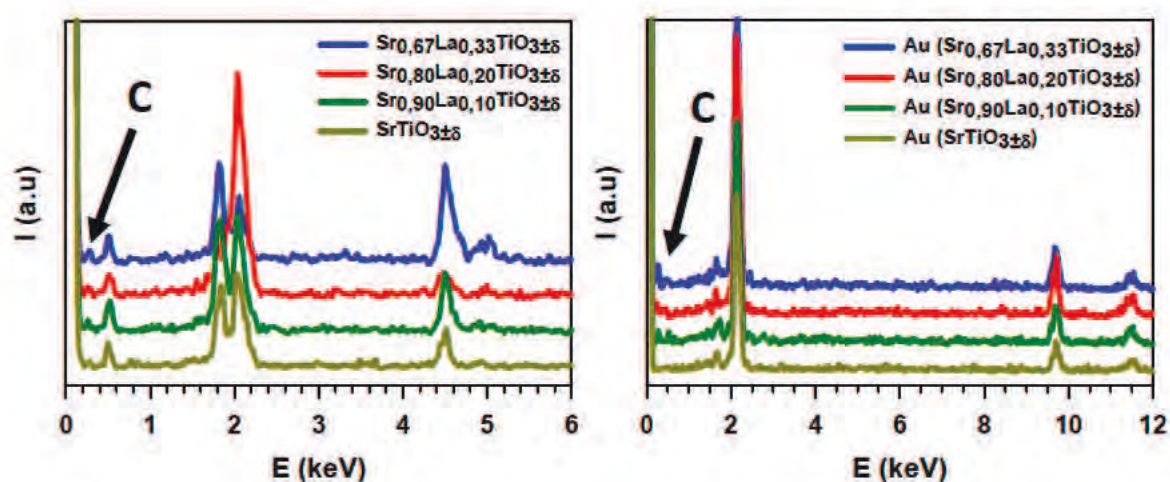 Sr0,67La0,33TiO3±δ
Sr0,80La0,20TiO3±δ
Sr0,90La0,10TiO3±δ
SrTiO3±δ
C
I (a.u)
0 1 2 3 4 5 6
E (keV)
Au (Sr0,67La0,33TiO3±δ)
Au (Sr0,80La0,20TiO3±δ)
Au (Sr0,90La0,10TiO3±δ)
Au (SrTiO3±δ)
C
I (a.u)
0 2 4 6 8 10 12
E (keV)